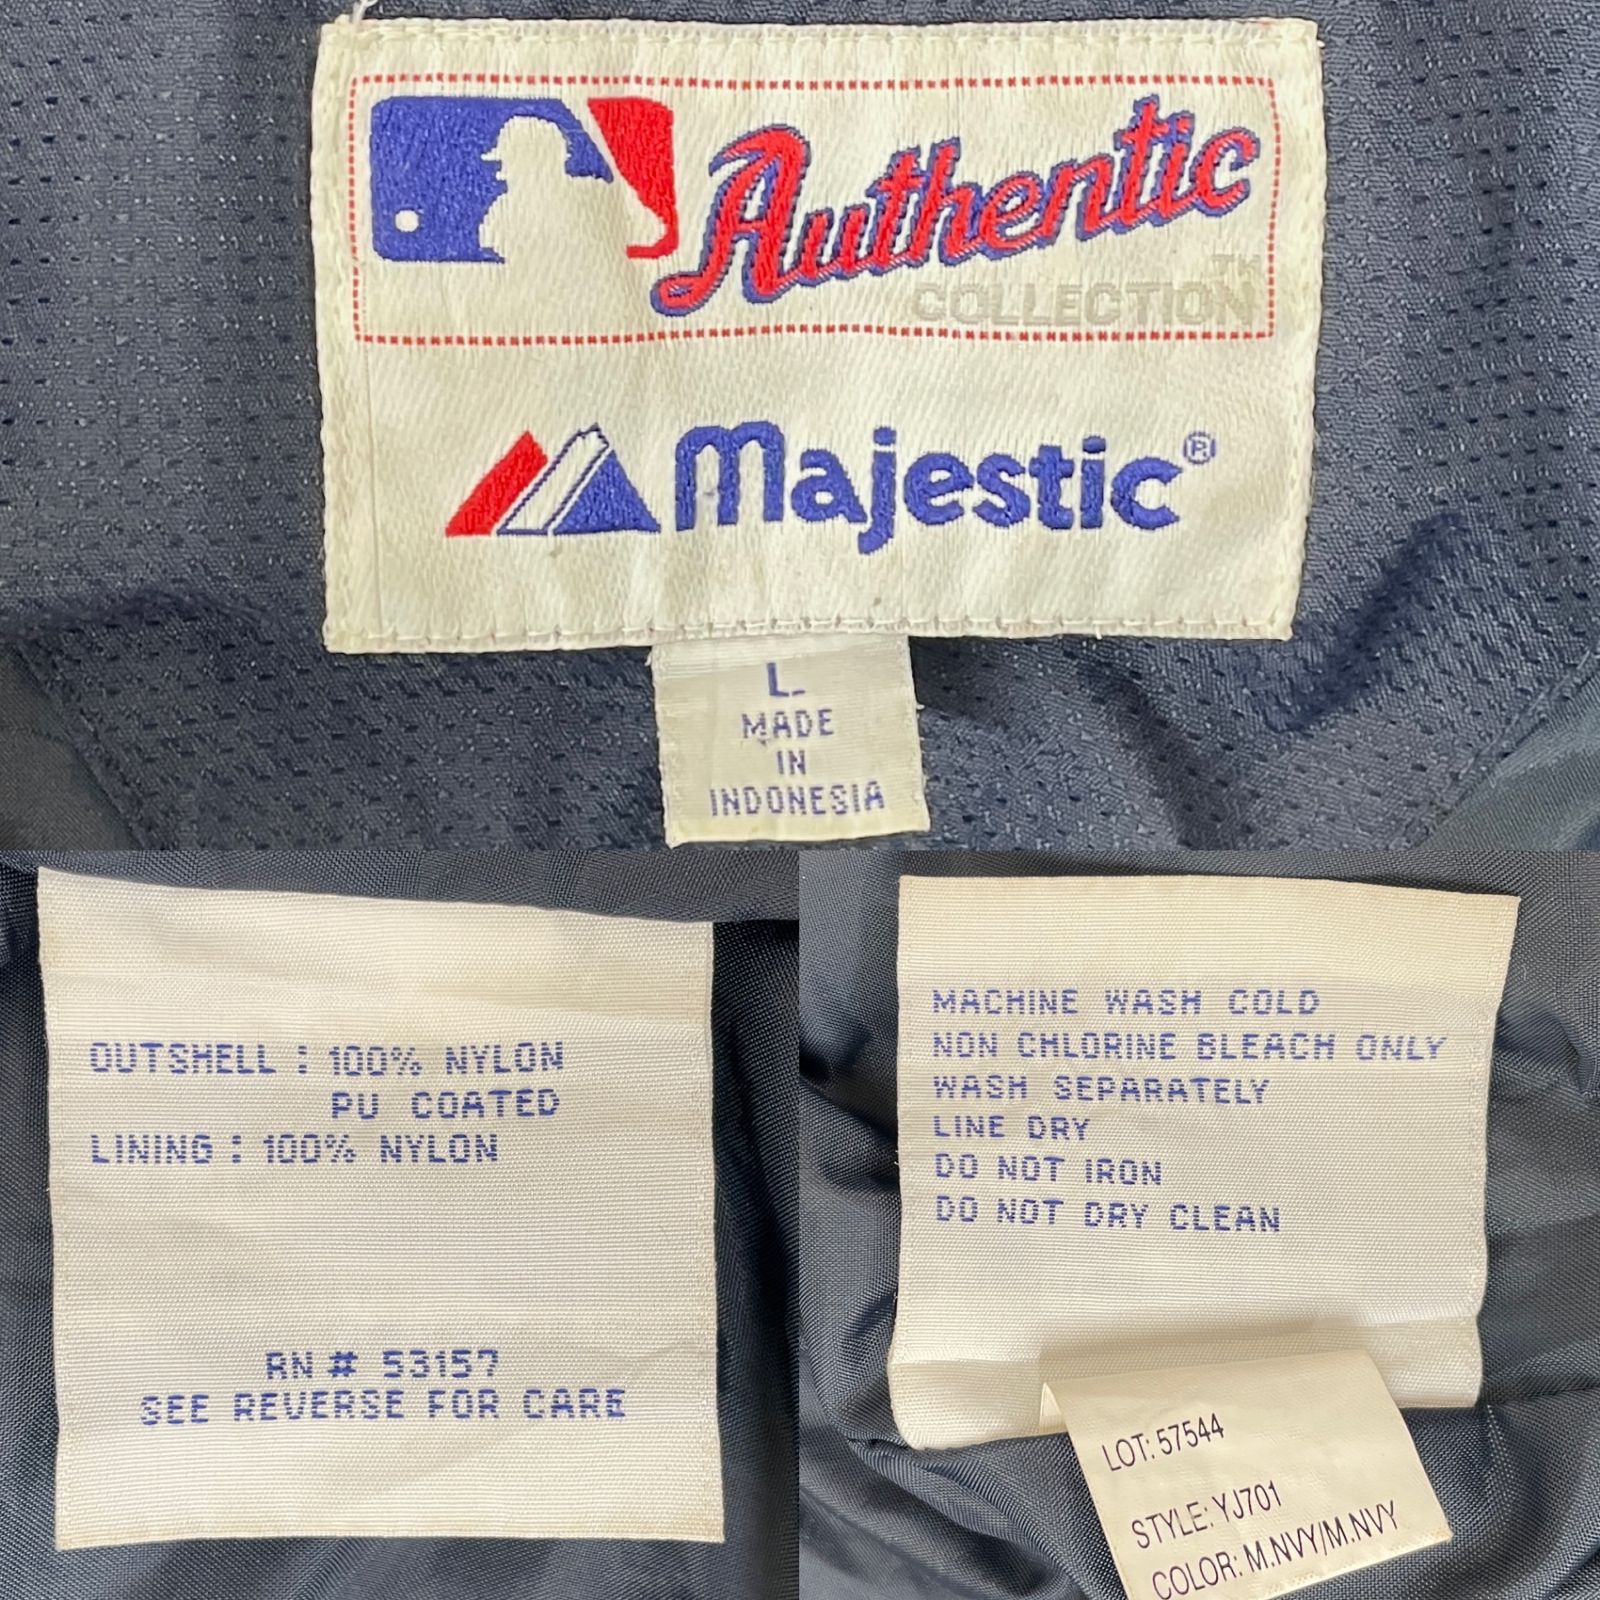 Authentic
COLLECTION™
Majestic®
L
MADE
IN
INDONESIA
OUTSHELL : 100% NYLON
PU COATED
LINING : 100% NYLON
RN # 53157
SEE REVERSE FOR CARE
MACHINE WASH COLD
NON CHLORINE BLEACH ONLY
WASH SEPARATELY
LINE DRY
DO NOT IRON
DO NOT DRY CLEAN
LOT: 57544
STYLE: YJ701
COLOR: M.NVY/M.NVY